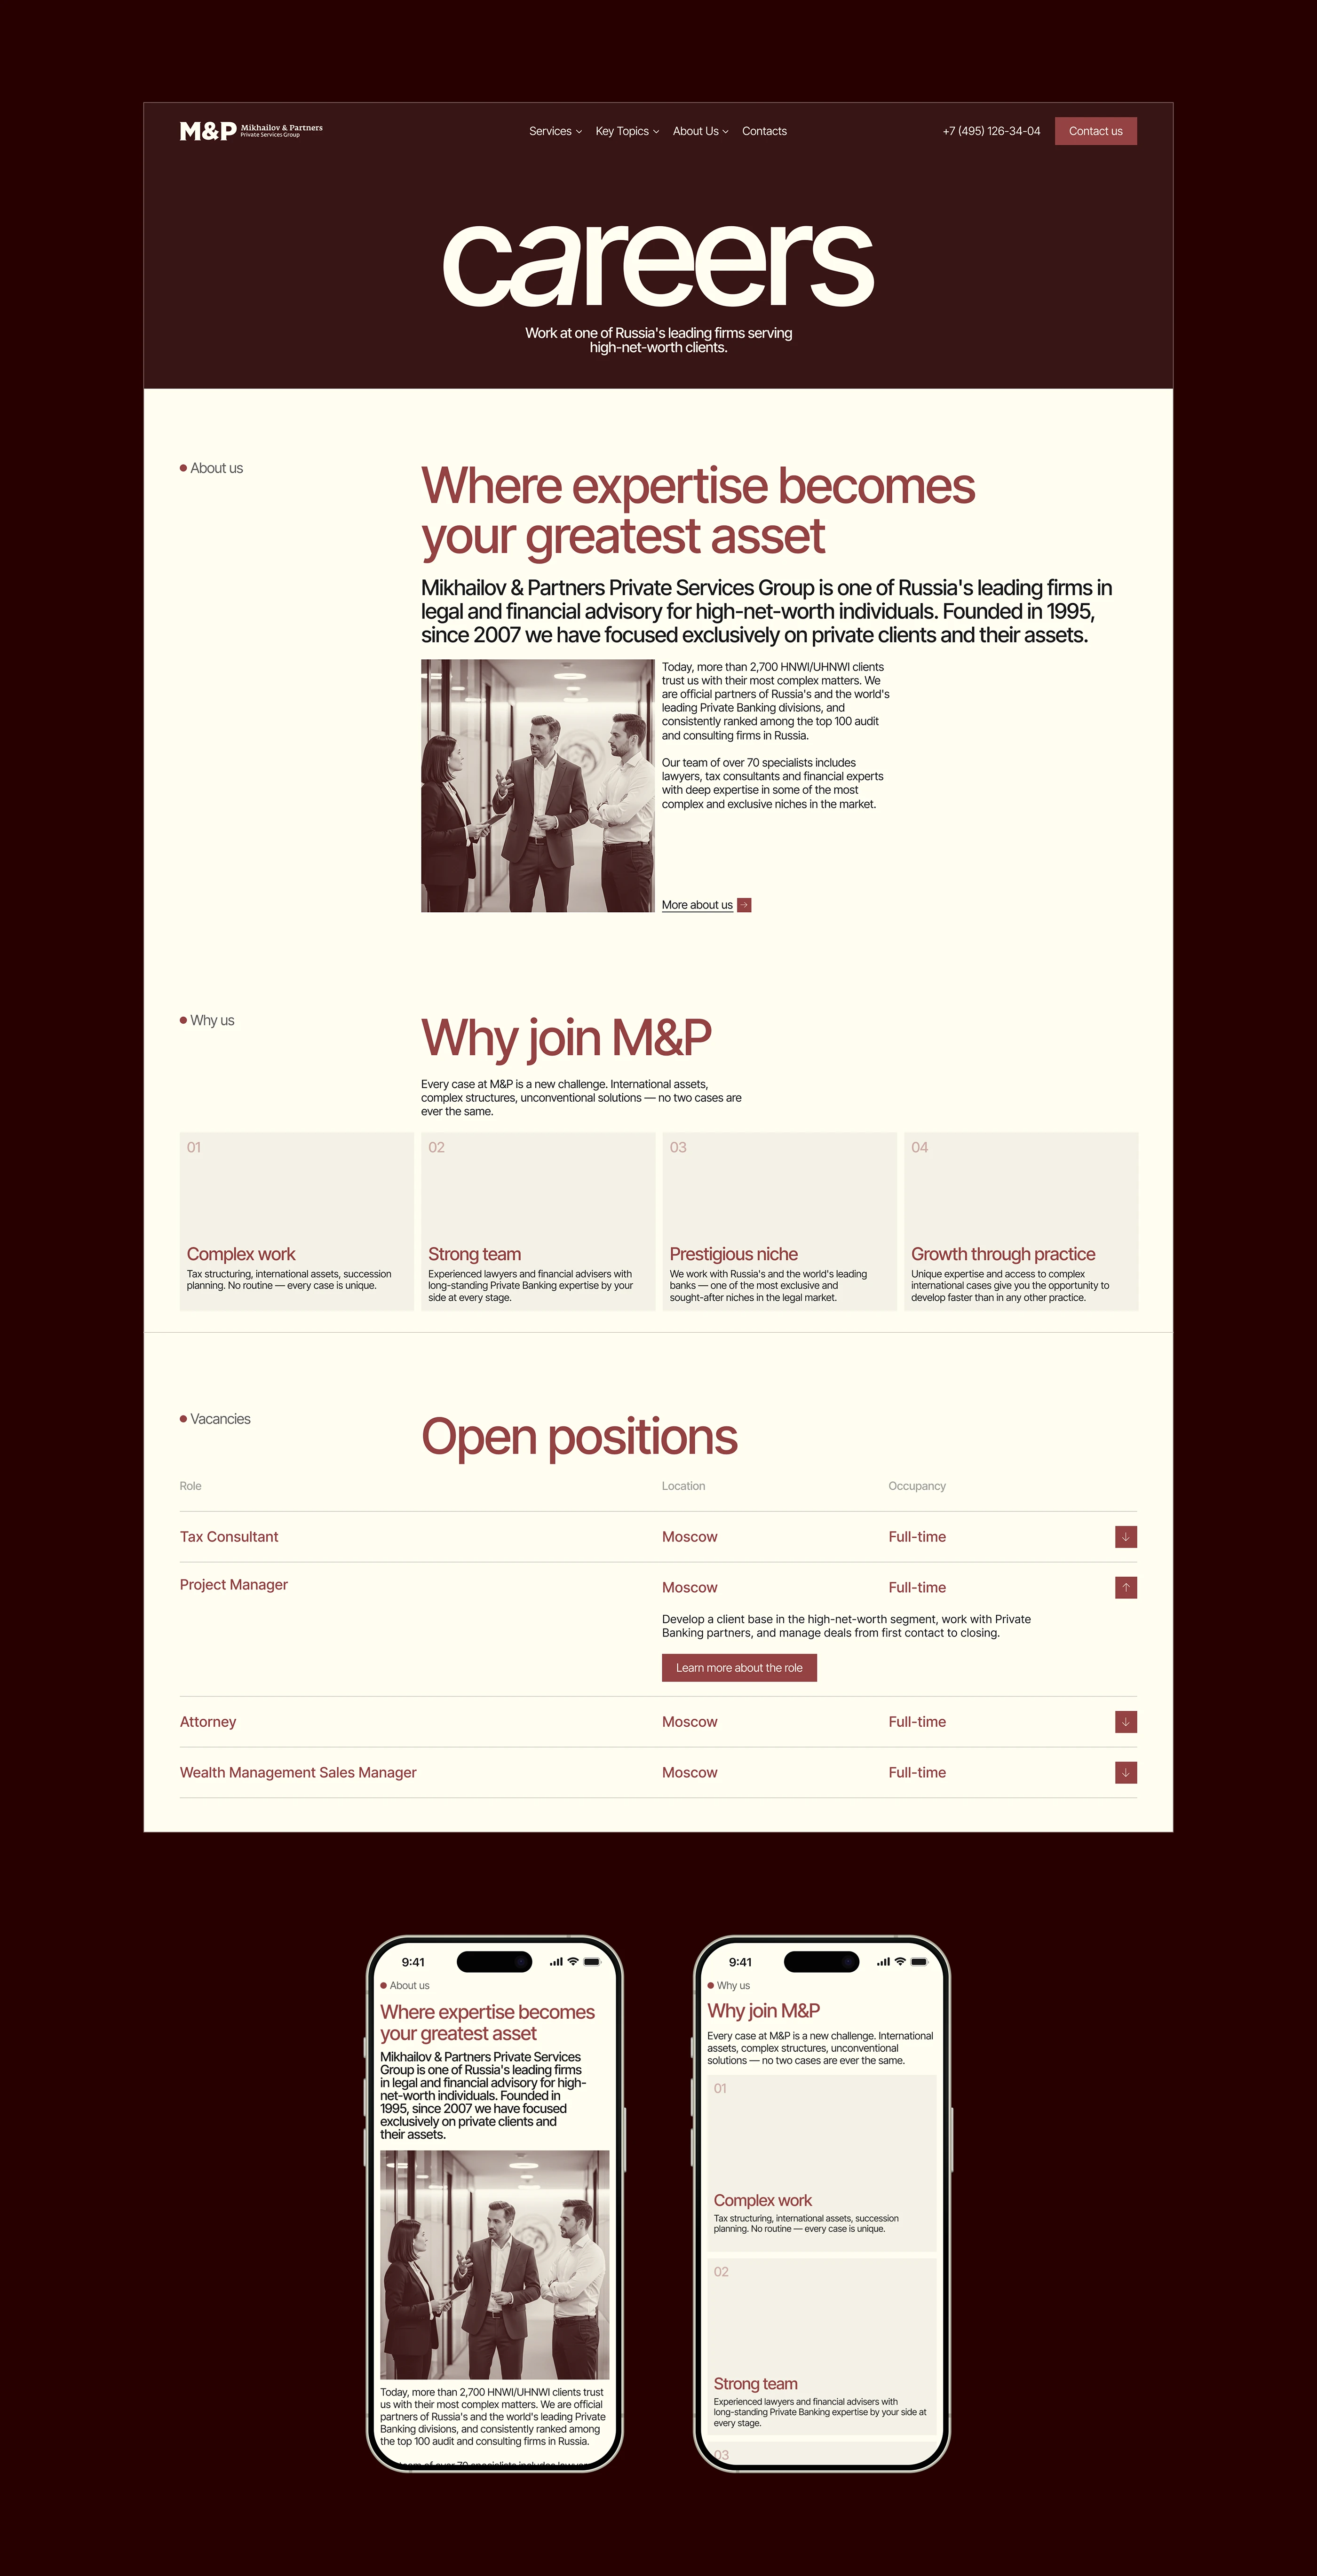 M&P Mikhailov & Partners
Private Services Group
Services
Key Topics
About Us
Contacts
+7 (495) 126-34-04
Contact us
careers
Work at one of Russia's leading firms serving
high-net-worth clients.
About us
Where expertise becomes
your greatest asset
Mikhailov & Partners Private Services Group is one of Russia's leading firms in
legal and financial advisory for high-net-worth individuals. Founded in 1995,
since 2007 we have focused exclusively on private clients and their assets.
Today, more than 2,700 HNWI/UHNWI clients
trust us with their most complex matters. We
are official partners of Russia's and the world's
leading Private Banking divisions, and
consistently ranked among the top 100 audit
and consulting firms in Russia.
Our team of over 70 specialists includes
lawyers, tax consultants and financial experts
with deep expertise in some of the most
complex and exclusive niches in the market.
More about us
Why us
Why join M&P
Every case at M&P is a new challenge. International assets,
complex structures, unconventional solutions — no two cases are
ever the same.
01
Complex work
Tax structuring, international assets, succession
planning. No routine — every case is unique.
02
Strong team
Experienced lawyers and financial advisers with
long-standing Private Banking expertise by your
side at every stage.
03
Prestigious niche
We work with Russia's and the world's leading
banks — one of the most exclusive and
sought-after niches in the legal market.
04
Growth through practice
Unique expertise and access to complex
international cases give you the opportunity to
develop faster than in any other practice.
Vacancies
Open positions
Role
Location
Occupancy
Tax Consultant
Moscow
Full-time
Project Manager
Moscow
Full-time
Develop a client base in the high-net-worth segment, work with Private
Banking partners, and manage deals from first contact to closing.
Learn more about the role
Attorney
Moscow
Full-time
Wealth Management Sales Manager
Moscow
Full-time
9:41
About us
Where expertise becomes
your greatest asset
Mikhailov & Partners Private Services
Group is one of Russia's leading firms
in legal and financial advisory for high-
net-worth individuals. Founded in
1995, since 2007 we have focused
exclusively on private clients and
their assets.
Today, more than 2,700 HNWI/UHNWI clients trust
us with their most complex matters. We are official
partners of Russia's and the world's leading Private
Banking divisions, and consistently ranked among
the top 100 audit and consulting firms in Russia.
9:41
Why us
Why join M&P
Every case at M&P is a new challenge. International
assets, complex structures, unconventional
solutions — no two cases are ever the same.
01
Complex work
Tax structuring, international assets, succession
planning. No routine — every case is unique.
02
Strong team
Experienced lawyers and financial advisers with
long-standing Private Banking expertise by your side at
every stage.
03